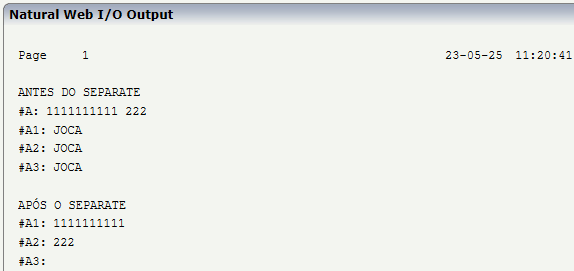 Natural Web I/O Output
Page 1 23-05-25 11:20:41
ANTES DO SEPARATE
#A: 1111111111 222
#A1: JOCA
#A2: JOCA
#A3: JOCA
APÓS O SEPARATE
#A1: 1111111111
#A2: 222
#A3: